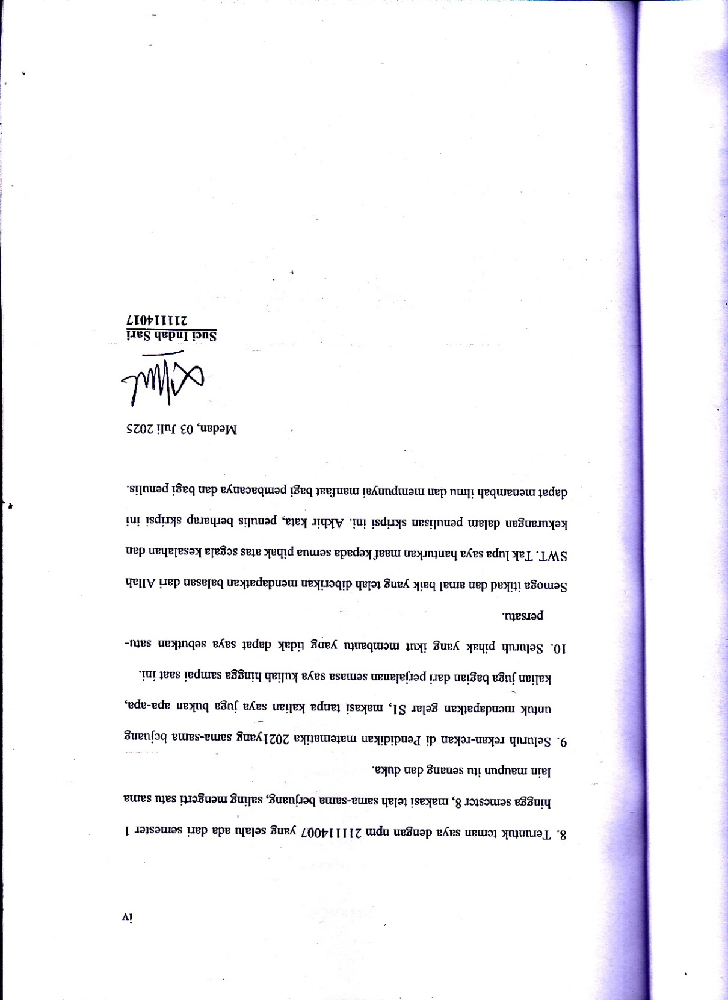 iv
8. Teruntuk teman saya dengan npm 211114007 yang selalu ada dari semester 1
hingga semester 8, makasi telah sama-sama berjuang, saling mengerti satu sama
lain maupun itu senang dan duka.
9. Seluruh rekan-rekan di Pendidikan matematika 2021yang sama-sama bejuang
untuk mendapatkan gelar S1, makasi tanpa kalian saya juga bukan apa-apa,
kalian juga bagian dari perjalanan semasa saya kuliah hingga sampai saat ini.
10. Seluruh pihak yang ikut membantu yang tidak dapat saya sebutkan satu-
persatu.
Semoga itikad dan amal baik yang telah diberikan mendapatkan balasan dari Allah
SWT. Tak lupa saya hanturkan maaf kepada semua pihak atas segala kesalahan dan
kekurangan dalam penulisan skripsi ini. Akhir kata, penulis berharap skripsi ini
dapat menambah ilmu dan mempunyai manfaat bagi pembacanya dan bagi penulis.
Medan, 03 Juli 2025
Suci Indah Sari
211114017